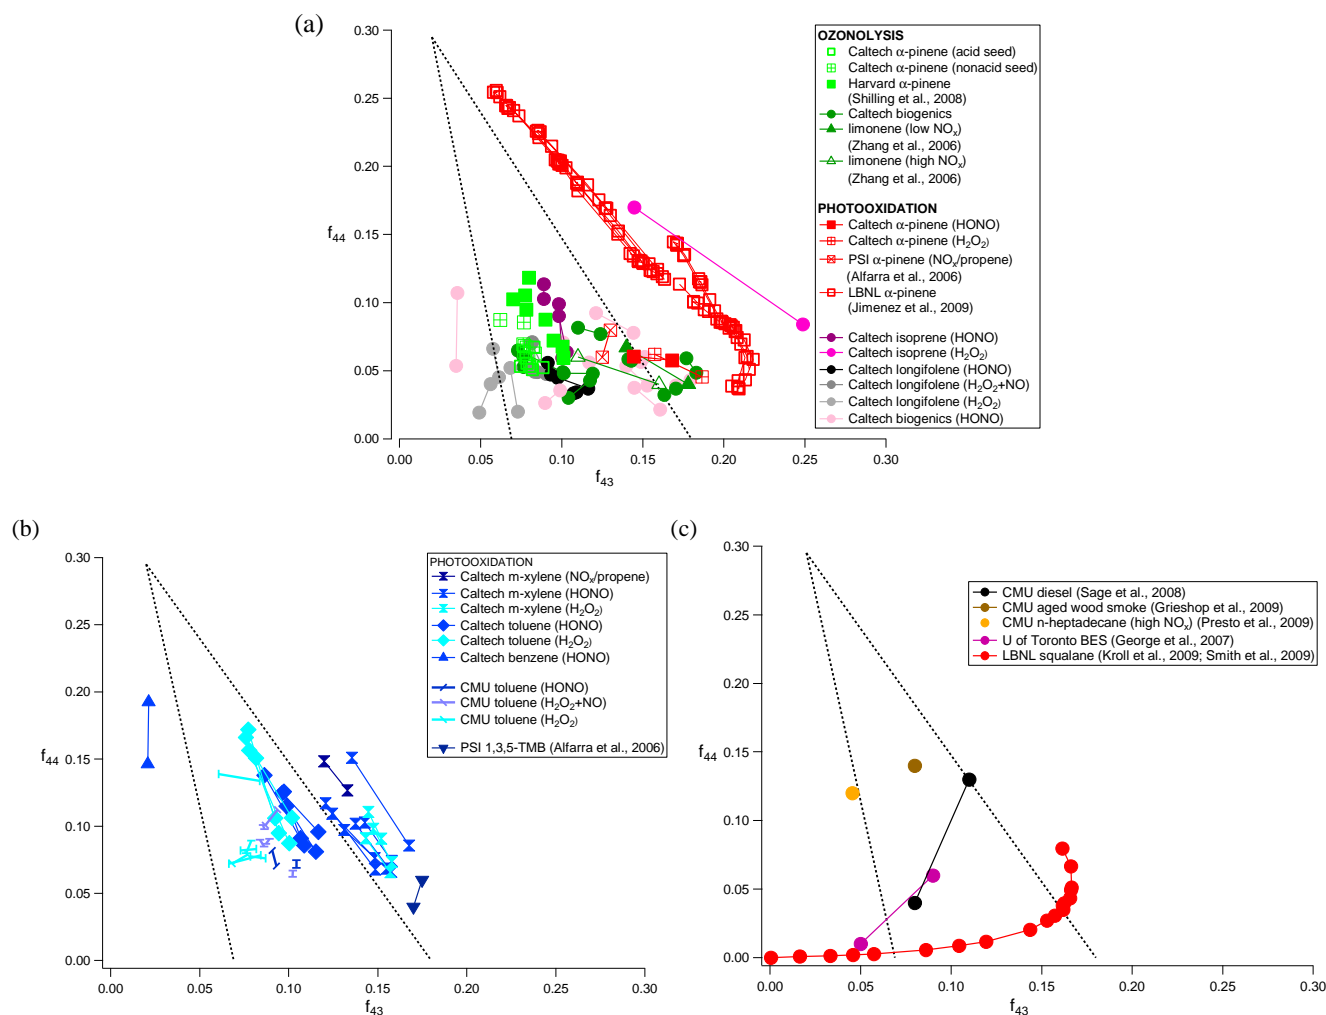 (a)
0.30
0.25
0.20
0.15
0.10
0.05
0.00
f44
0.00 0.05 0.10 0.15 0.20 0.25 0.30
f43
OZONOLYSIS
Caltech α-pinene (acid seed)
Caltech α-pinene (nonacid seed)
Harvard α-pinene
(Shilling et al., 2008)
Caltech biogenics
limonene (low NOx)
(Zhang et al., 2006)
limonene (high NOx)
(Zhang et al., 2006)
PHOTOOXIDATION
Caltech α-pinene (HONO)
Caltech α-pinene (H2O2)
PSI α-pinene (NOx/propene)
(Alfarra et al., 2006)
LBNL α-pinene
(Jimenez et al., 2009)
Caltech isoprene (HONO)
Caltech isoprene (H2O2)
Caltech longifolene (HONO)
Caltech longifolene (H2O2+NO)
Caltech longifolene (H2O2)
Caltech biogenics (HONO)
(b)
0.30
0.25
0.20
0.15
0.10
0.05
0.00
f44
0.00 0.05 0.10 0.15 0.20 0.25 0.30
f43
PHOTOOXIDATION
Caltech m-xylene (NOx/propene)
Caltech m-xylene (HONO)
Caltech m-xylene (H2O2)
Caltech toluene (HONO)
Caltech toluene (H2O2)
Caltech benzene (HONO)
CMU toluene (HONO)
CMU toluene (H2O2+NO)
CMU toluene (H2O2)
PSI 1,3,5-TMB (Alfarra et al., 2006)
(c)
0.30
0.25
0.20
0.15
0.10
0.05
0.00
f44
0.00 0.05 0.10 0.15 0.20 0.25 0.30
f43
CMU diesel (Sage et al., 2008)
CMU aged wood smoke (Grieshop et al., 2009)
CMU n-heptadecane (high NOx) (Presto et al., 2009)
U of Toronto BES (George et al., 2007)
LBNL squalane (Kroll et al., 2009; Smith et al., 2009)